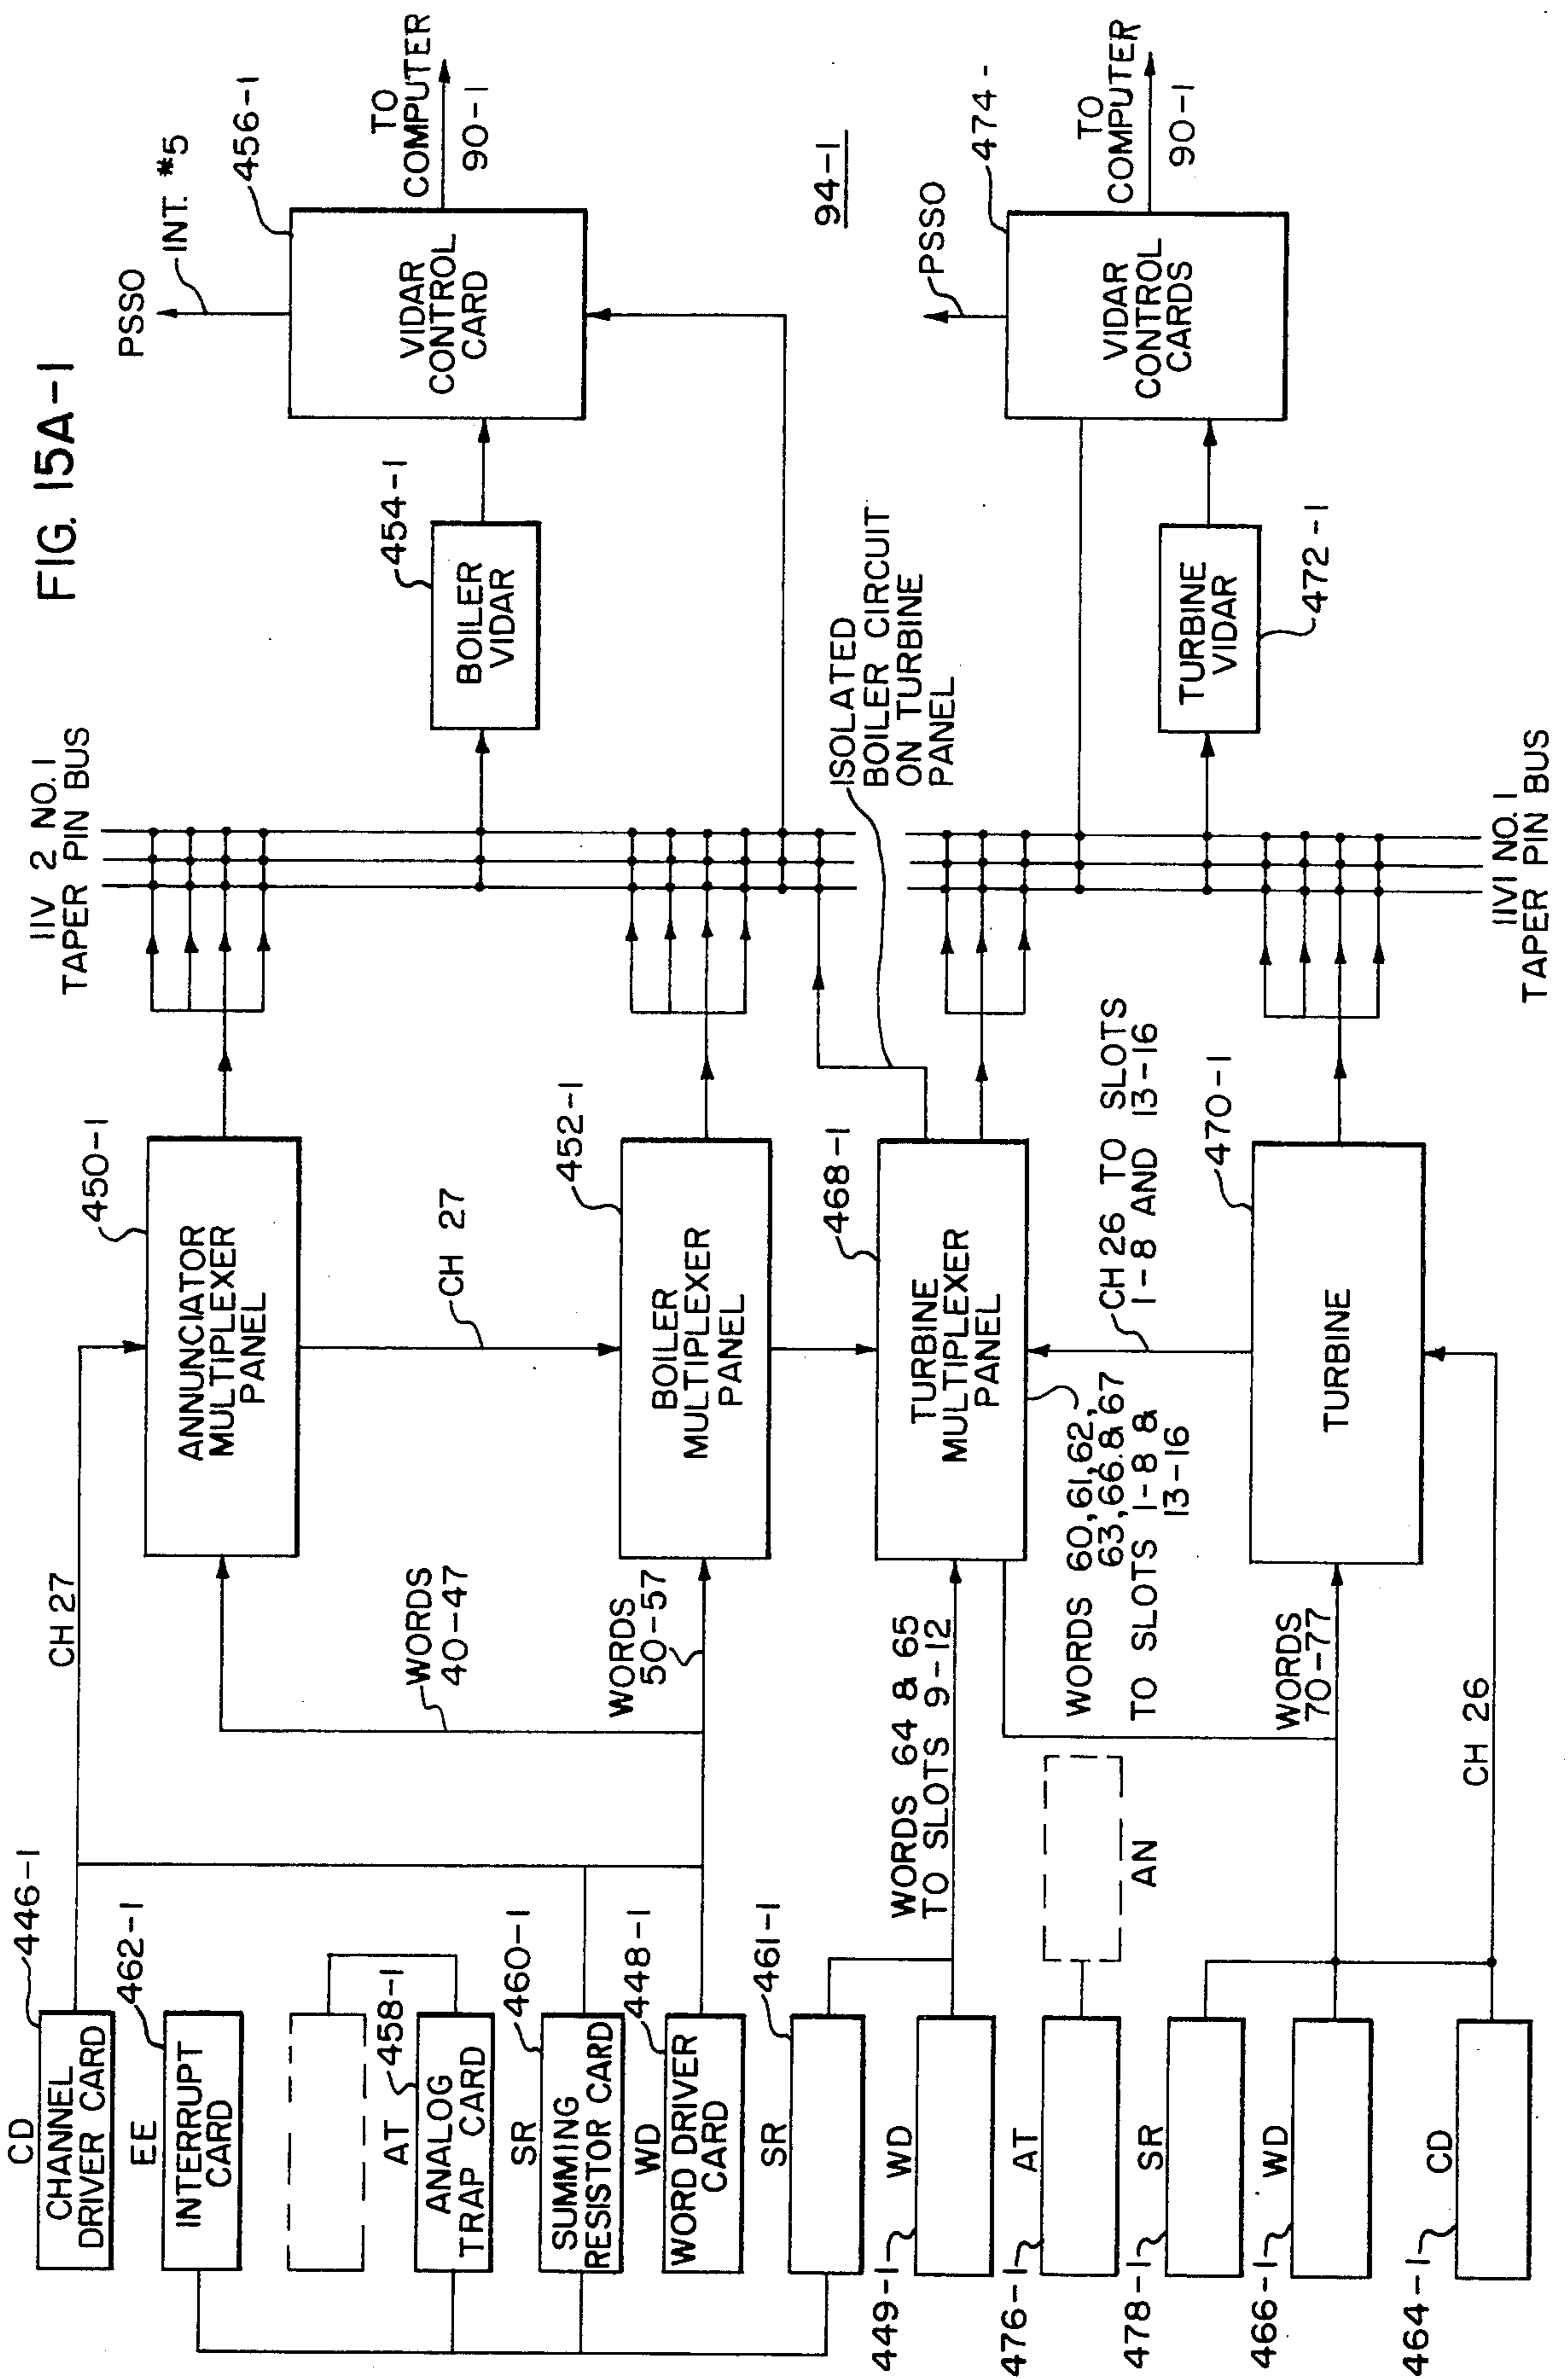 FIG. 15A-1
CD
446-1
CHANNEL
DRIVER CARD
EE
462-1
INTERRUPT
CARD
AT
458-1
ANALOG
TRAP CARD
SR
460-1
SUMMING
RESISTOR CARD
WD
448-1
WORD DRIVER
CARD
SR
461-1
WD
449-1
AT
476-1
AN
SR
478-1
WD
466-1
CD
464-1
CH 27
WORDS
40-47
WORDS
50-57
WORDS 64 & 65
TO SLOTS 9-12
WORDS 60,61,62,
63,66.& 67
TO SLOTS 1-8 &
13-16
WORDS
70-77
CH 26
450-1
ANNUNCIATOR
MULTIPLEXER
PANEL
CH 27
452-1
BOILER
MULTIPLEXER
PANEL
468-1
TURBINE
MULTIPLEXER
PANEL
CH 26 TO SLOTS
1-8 AND 13-16
470-1
TURBINE
IIV 2 NO. 1
TAPER PIN BUS
IIVI NO. 1
TAPER PIN BUS
ISOLATED
BOILER CIRCUIT
ON TURBINE
PANEL
454-1
BOILER
VIDAR
TURBINE
VIDAR
472-1
PSSO
INT. #5
456-1
VIDAR
CONTROL
CARD
TO
COMPUTER
90-1
94-1
PSSO
474-
VIDAR
CONTROL
CARDS
TO
COMPUTER
90-1